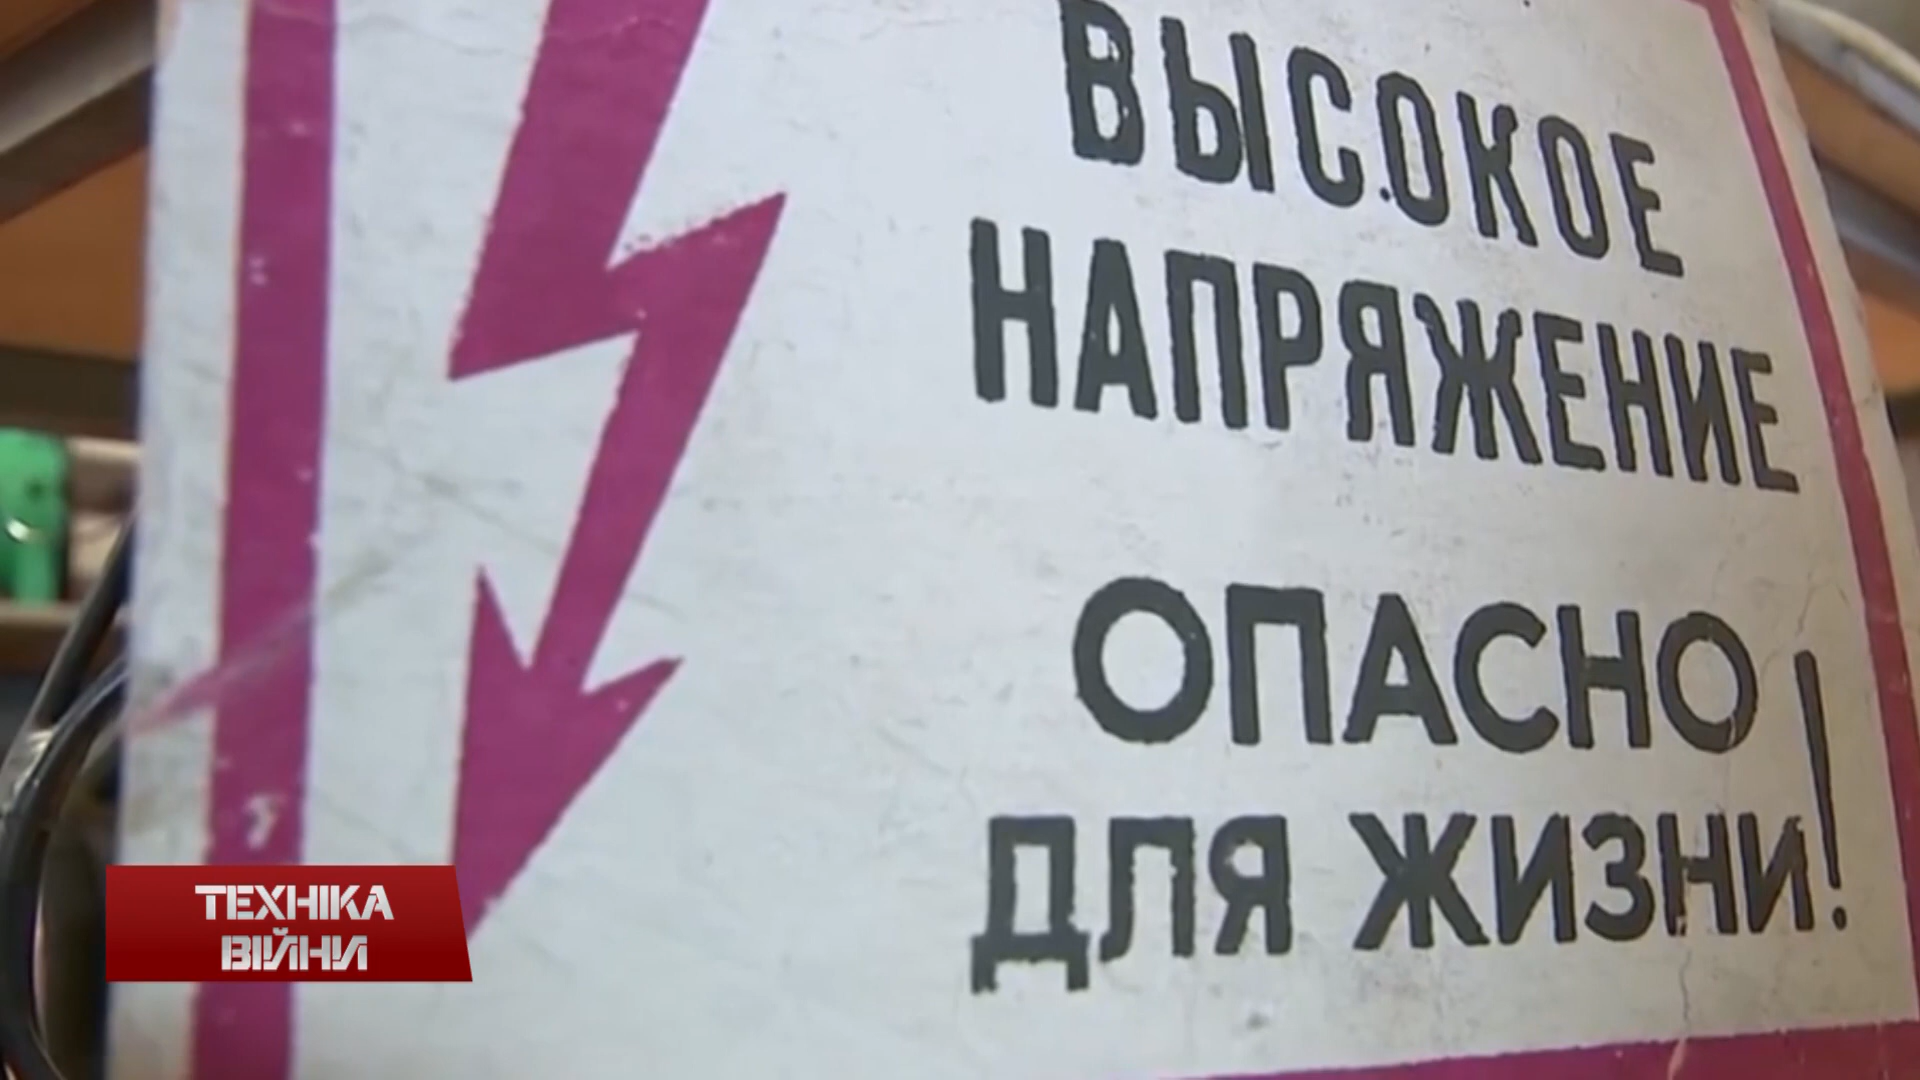 ВЫСОКОЕ
НАПРЯЖЕНИЕ
ОПАСНО
ДЛЯ ЖИЗНИ!
ТЕХНІКА
ВІЙНИ